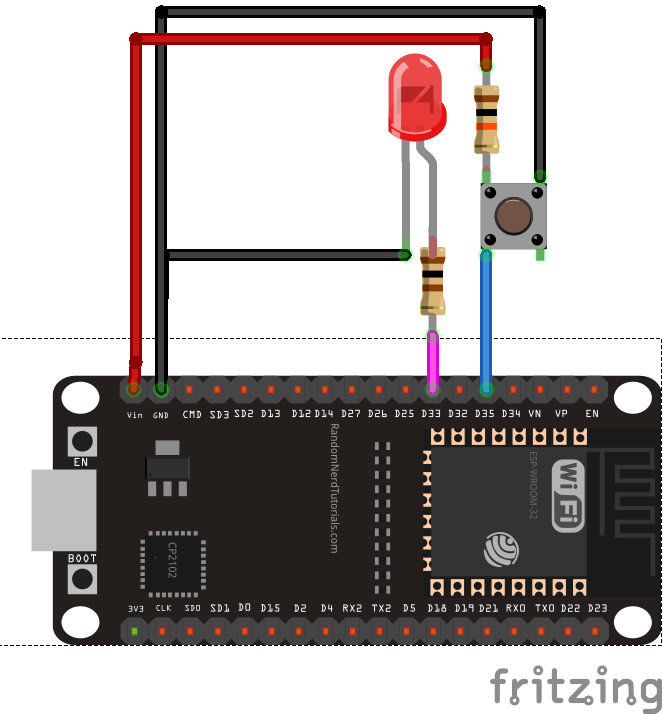 Vin GND CMD SD3 SD2 D13 D12 D14 D27 D26 D25 D33 D32 D35 D34 VN VP EN
EN
RandomNerdTutorials.com
ESP-WROOM-32
WiFi
BOOT
CP2102
3V3 CLK SD0 SD1 D0 D15 D2 D4 RX2 TX2 D5 D18 D19 D21 RX0 TX0 D22 D23
fritzing